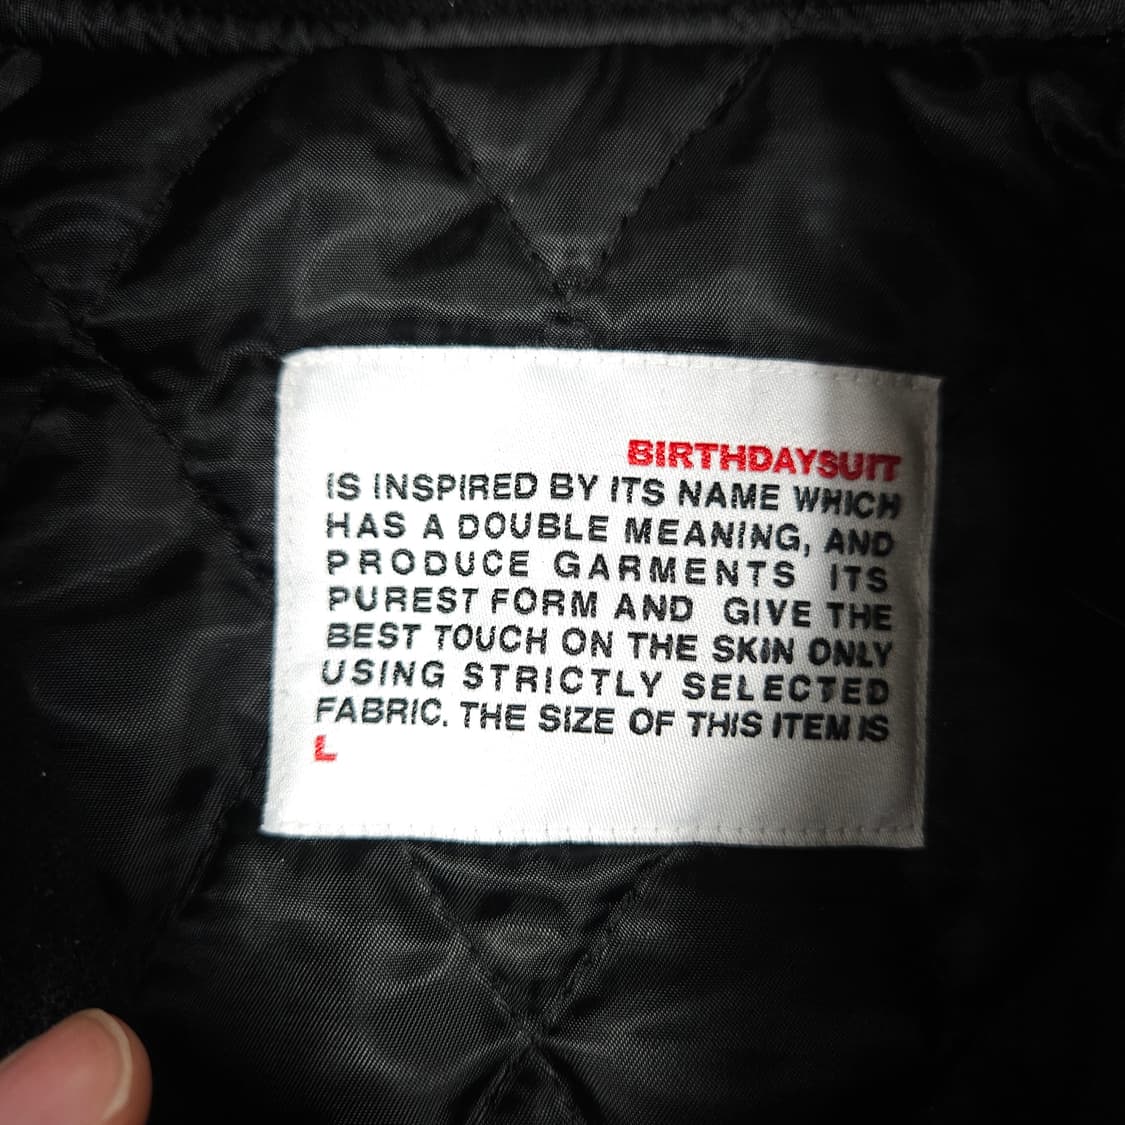 BIRTHDAYSUIT
IS INSPIRED BY ITS NAME WHICH
HAS A DOUBLE MEANING, AND
PRODUCE GARMENTS ITS
PUREST FORM AND GIVE THE
BEST TOUCH ON THE SKIN ONLY
USING STRICTLY SELECTED
FABRIC. THE SIZE OF THIS ITEM IS
L